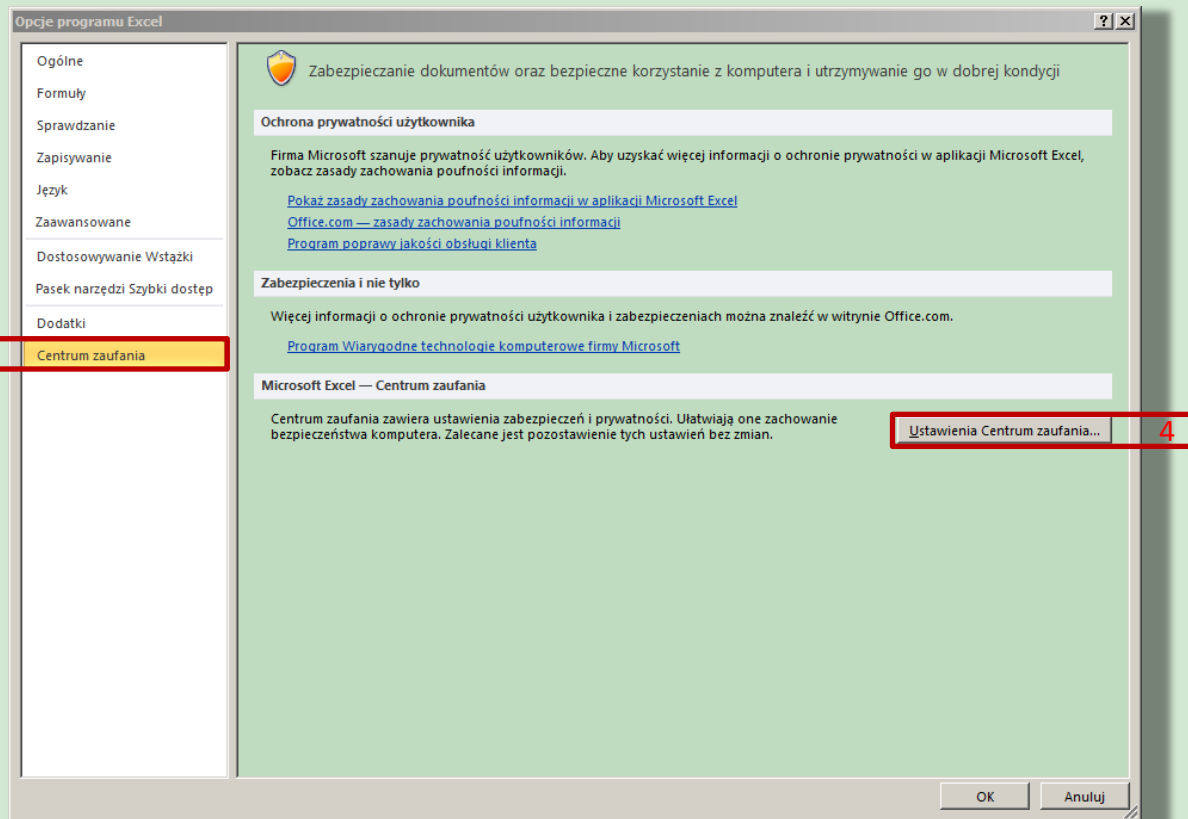 Opcje programu Excel
Ogólne
Formuły
Sprawdzanie
Zapisywanie
Język
Zaawansowane
Dostosowywanie Wstążki
Pasek narzędzi Szybki dostęp
Dodatki
Centrum zaufania
Zabezpieczanie dokumentów oraz bezpieczne korzystanie z komputera i utrzymywanie go w dobrej kondycji
Ochrona prywatności użytkownika
Firma Microsoft szanuje prywatność użytkowników. Aby uzyskać więcej informacji o ochronie prywatności w aplikacji Microsoft Excel,
zobacz zasady zachowania poufności informacji.
Pokaż zasady zachowania poufności informacji w aplikacji Microsoft Excel
Office.com — zasady zachowania poufności informacji
Program poprawy jakości obsługi klienta
Zabezpieczenia i nie tylko
Więcej informacji o ochronie prywatności użytkownika i zabezpieczeniach można znaleźć w witrynie Office.com.
Program Wiarygodne technologie komputerowe firmy Microsoft
Microsoft Excel — Centrum zaufania
Centrum zaufania zawiera ustawienia zabezpieczeń i prywatności. Ułatwiają one zachowanie
bezpieczeństwa komputera. Zalecane jest pozostawienie tych ustawień bez zmian.
Ustawienia Centrum zaufania...
4
OK
Anuluj